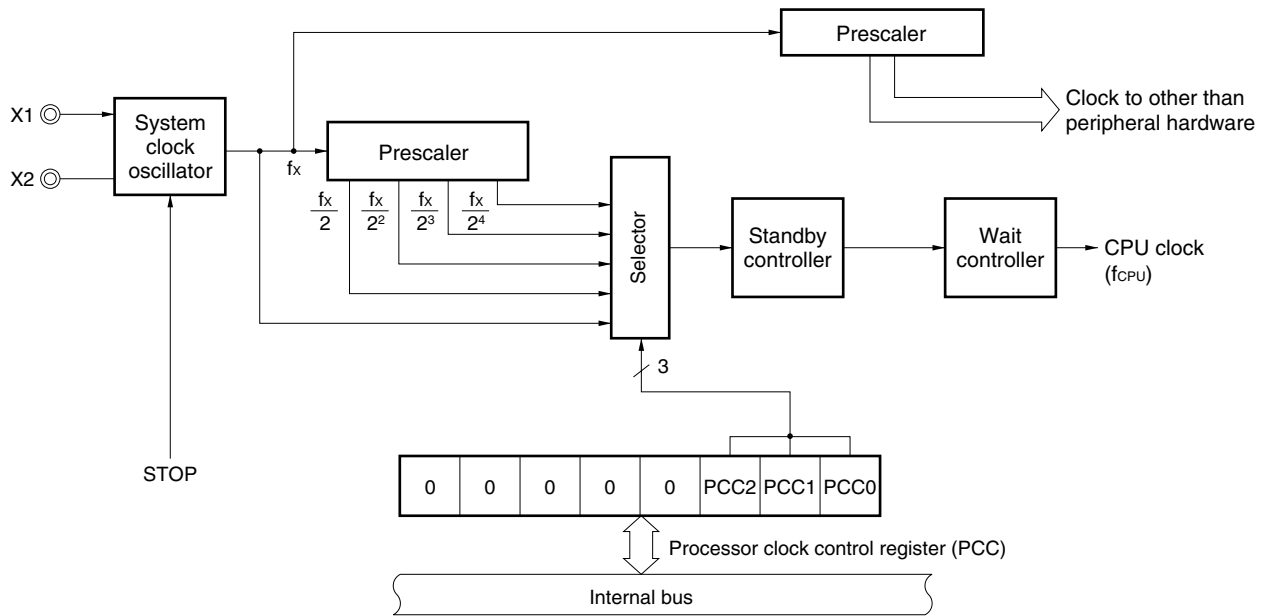 Prescaler
X1
X2
System
clock
oscillator
Clock to other than
peripheral hardware
fX
Prescaler
fX
2
fX
2²
fX
2³
fX
2⁴
Selector
Standby
controller
Wait
controller
CPU clock
(fCPU)
3
STOP
0 0 0 0 0 PCC2 PCC1 PCC0
Processor clock control register (PCC)
Internal bus